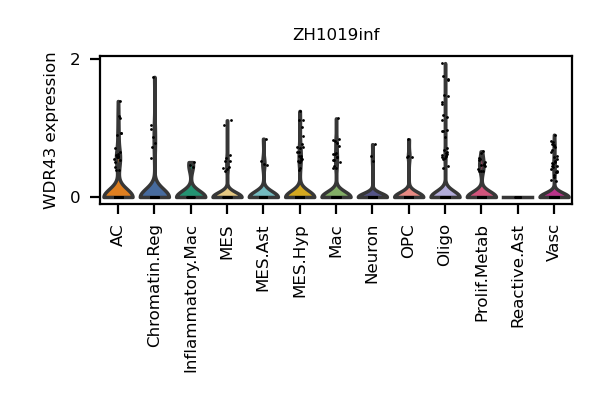 ZH1019inf
WDR43 expression
2
0
AC
Chromatin.Reg
Inflammatory.Mac
MES
MES.Ast
MES.Hyp
Mac
Neuron
OPC
Oligo
Prolif.Metab
Reactive.Ast
Vasc